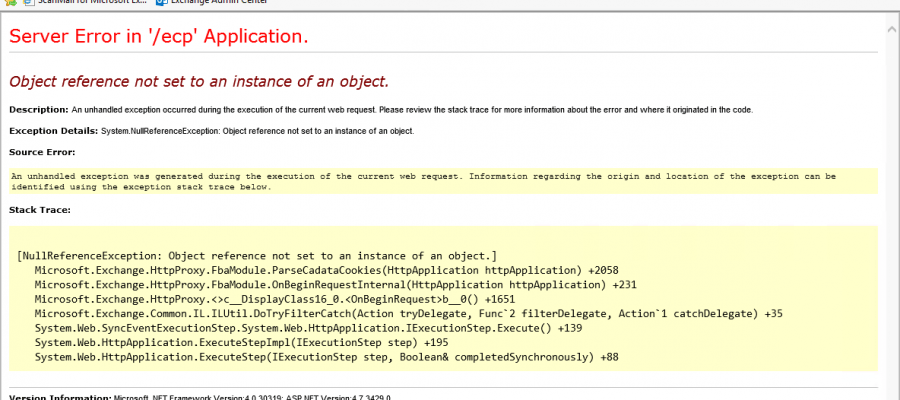 ScanMail for Microsoft Ex... Exchange Admin Center
Server Error in '/ecp' Application.
Object reference not set to an instance of an object.
Description: An unhandled exception occurred during the execution of the current web request. Please review the stack trace for more information about the error and where it originated in the code.
Exception Details: System.NullReferenceException: Object reference not set to an instance of an object.
Source Error:
An unhandled exception was generated during the execution of the current web request. Information regarding the origin and location of the exception can be
identified using the exception stack trace below.
Stack Trace:
[NullReferenceException: Object reference not set to an instance of an object.]
Microsoft.Exchange.HttpProxy.FbaModule.ParseCadataCookies(HttpApplication httpApplication) +2058
Microsoft.Exchange.HttpProxy.FbaModule.OnBeginRequestInternal(HttpApplication httpApplication) +231
Microsoft.Exchange.HttpProxy.<>c__DisplayClass16_0.<OnBeginRequest>b__0() +1651
Microsoft.Exchange.Common.IL.ILUtil.DoTryFilterCatch(Action tryDelegate, Func`2 filterDelegate, Action`1 catchDelegate) +35
System.Web.SyncEventExecutionStep.System.Web.HttpApplication.IExecutionStep.Execute() +139
System.Web.HttpApplication.ExecuteStepImpl(IExecutionStep step) +195
System.Web.HttpApplication.ExecuteStep(IExecutionStep step, Boolean& completedSynchronously) +88
Version Information: Microsoft .NET Framework Version:4.0.30319; ASP.NET Version:4.7.3429.0